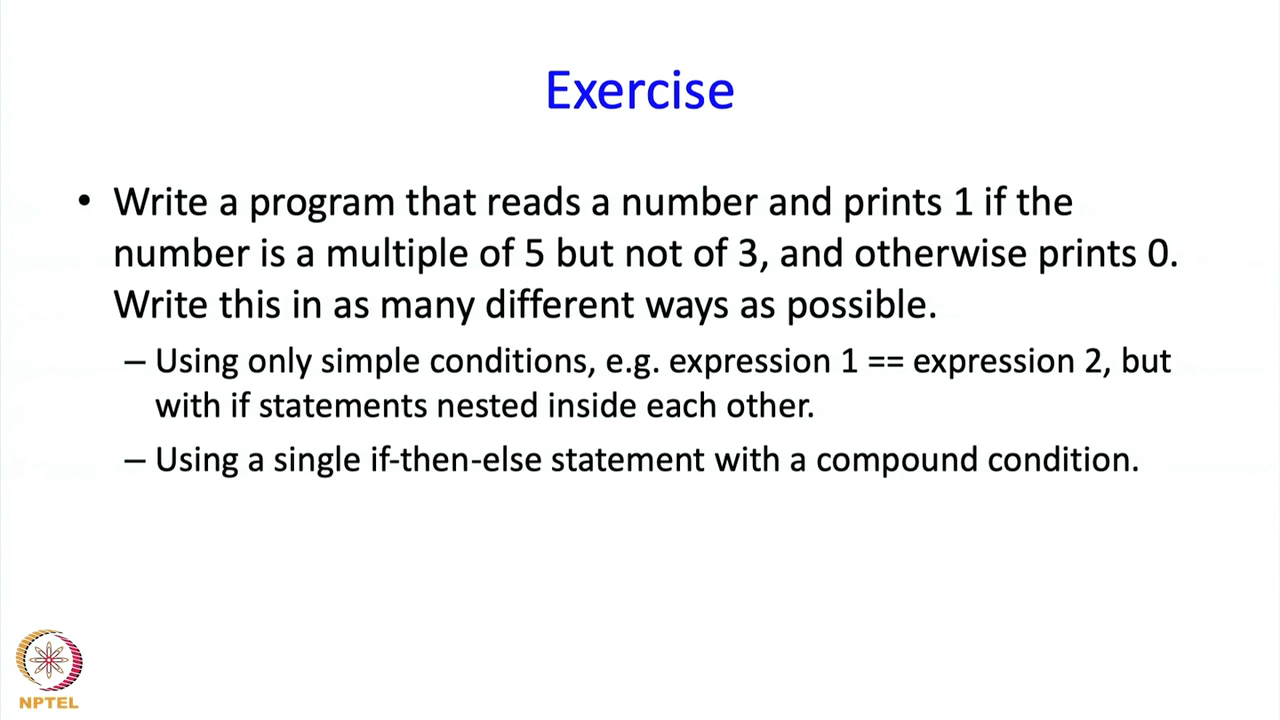 Exercise
• Write a program that reads a number and prints 1 if the
number is a multiple of 5 but not of 3, and otherwise prints 0.
Write this in as many different ways as possible.
– Using only simple conditions, e.g. expression 1 == expression 2, but
with if statements nested inside each other.
– Using a single if-then-else statement with a compound condition.
NPTEL